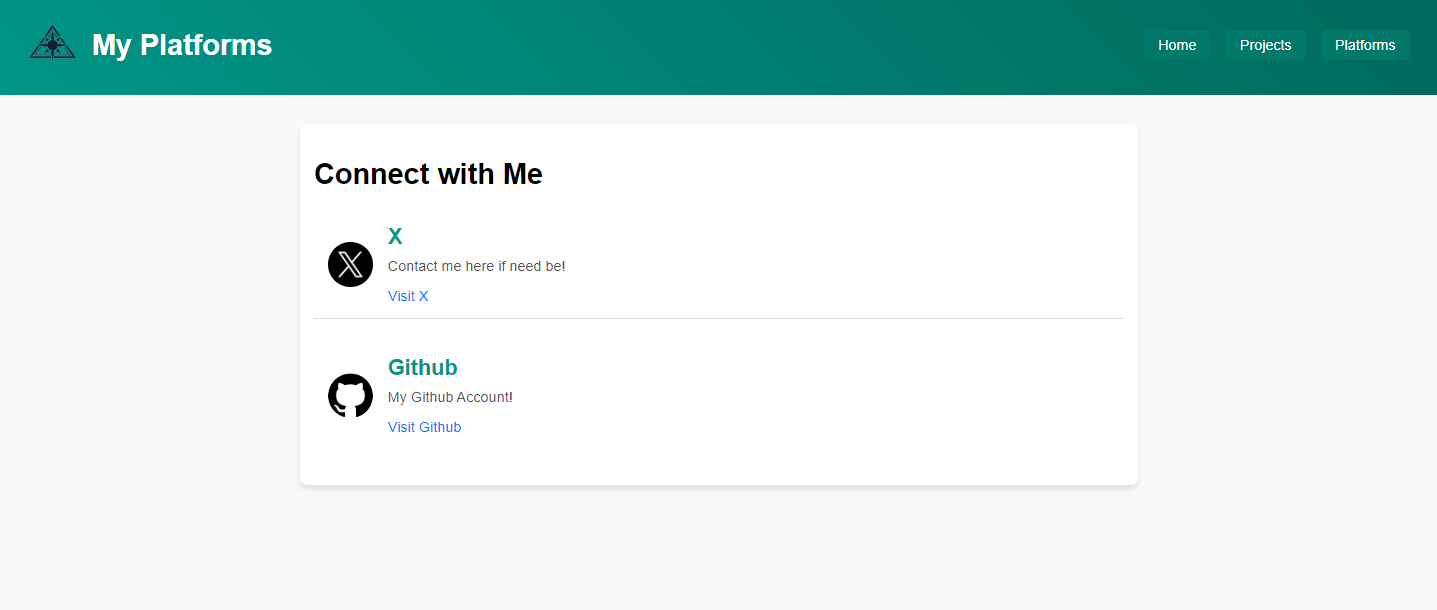 My Platforms
Home Projects Platforms
Connect with Me
X
Contact me here if need be!
Visit X
Github
My Github Account!
Visit Github